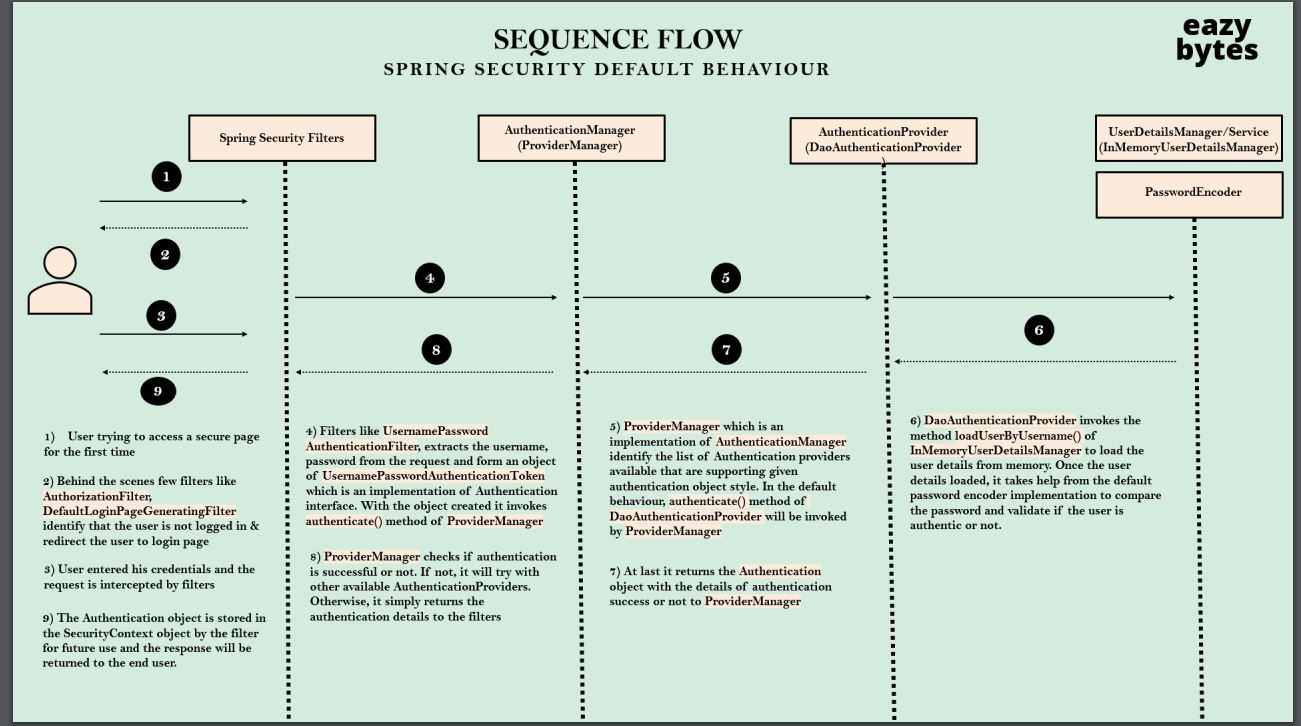 SEQUENCE FLOW
SPRING SECURITY DEFAULT BEHAVIOUR
eazy
bytes
Spring Security Filters
AuthenticationManager
(ProviderManager)
AuthenticationProvider
(DaoAuthenticationProvider
)
UserDetailsManager/Service
(InMemoryUserDetailsManager)
PasswordEncoder
1
2
3
4
5
6
8
7
9
1) User trying to access a secure page
for the first time
2) Behind the scenes few filters like
AuthorizationFilter,
DefaultLoginPageGeneratingFilter
identify that the user is not logged in &
redirect the user to login page
3) User entered his credentials and the
request is intercepted by filters
9) The Authentication object is stored in
the SecurityContext object by the filter
for future use and the response will be
returned to the end user.
4) Filters like UsernamePassword
AuthenticationFilter, extracts the username,
password from the request and form an object
of UsernamePasswordAuthenticationToken
which is an implementation of Authentication
interface. With the object created it invokes
authenticate() method of ProviderManager
8) ProviderManager checks if authentication
is successful or not. If not, it will try with
other available AuthenticationProviders.
Otherwise, it simply returns the
authentication details to the filters
5) ProviderManager which is an
implementation of AuthenticationManager
identify the list of Authentication providers
available that are supporting given
authentication object style. In the default
behaviour, authenticate() method of
DaoAuthenticationProvider will be invoked
by ProviderManager
7) At last it returns the Authentication
object with the details of authentication
success or not to ProviderManager
6) DaoAuthenticationProvider invokes the
method loadUserByUsername() of
InMemoryUserDetailsManager to load the
user details from memory. Once the user
details loaded, it takes help from the default
password encoder implementation to compare
the password and validate if the user is
authentic or not.